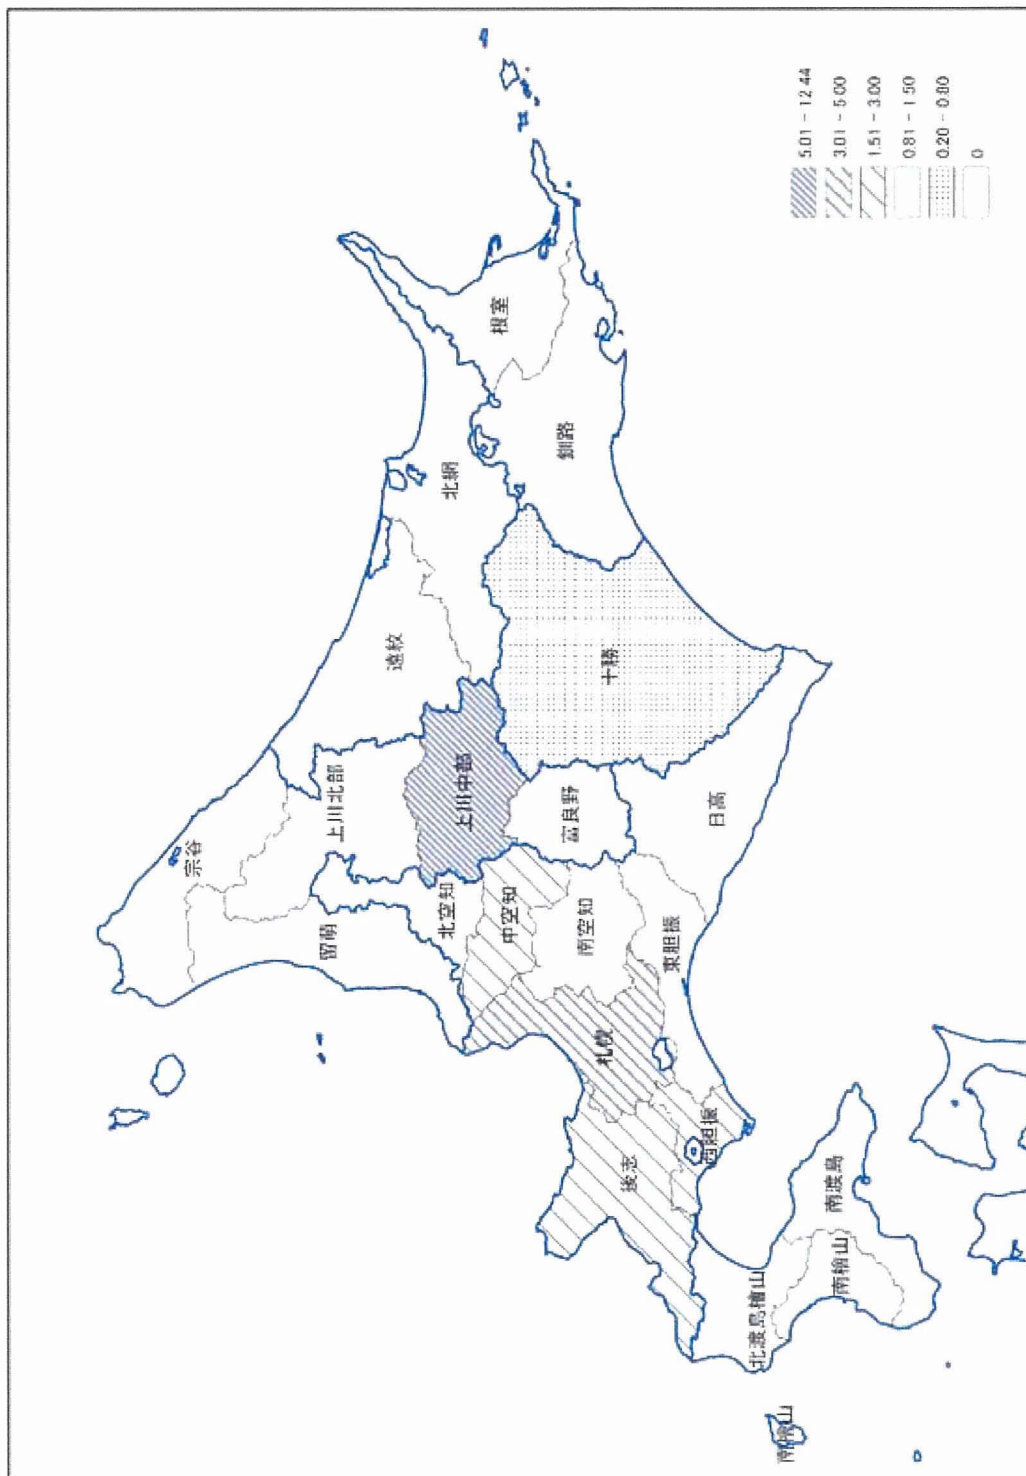 宗谷
留萌
上川北部
遠紋
北網
根室
釧路
北空知
上川中部
中空知
富良野
十勝
南空知
札幌
日高
東胆振
後志
西胆振
北渡島檜山
南渡島
南檜山
南檜山
5.01 - 12.44
3.01 - 5.00
1.51 - 3.00
0.81 - 1.50
0.20 - 0.80
0